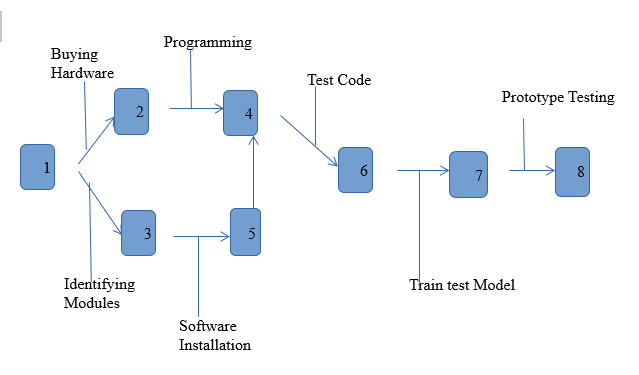 Programming
Buying
Hardware
Test Code
Prototype Testing
2
4
1
6
7
8
3
5
Identifying
Modules
Train test Model
Software
Installation